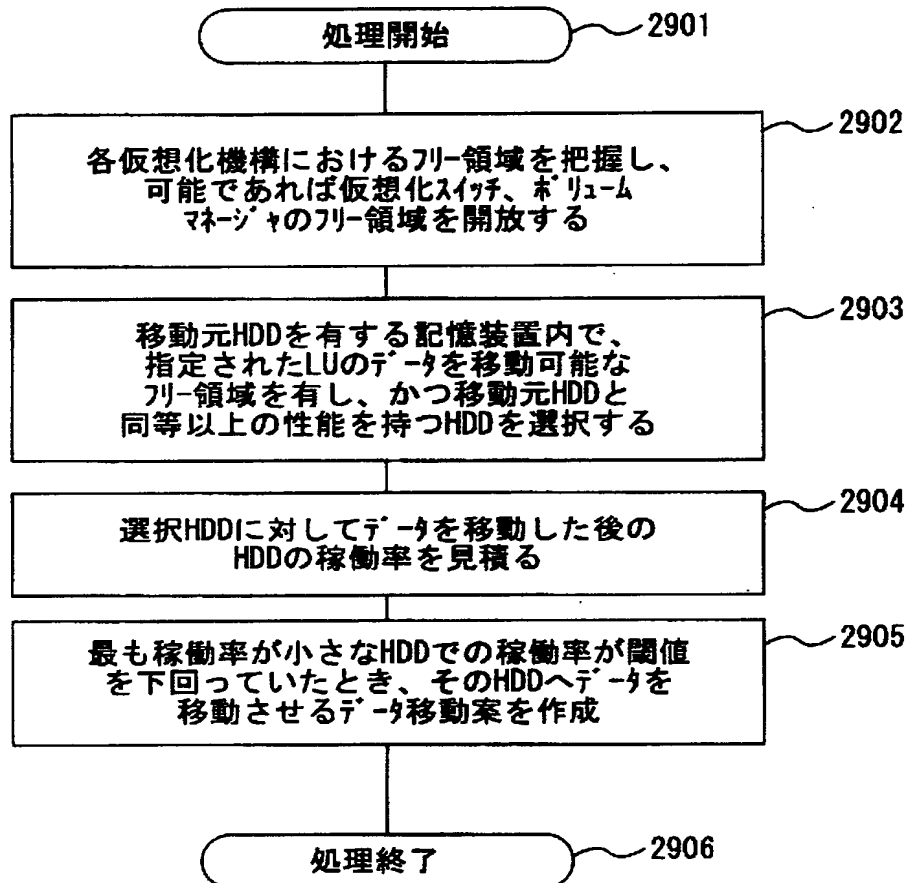 処理開始
2901
2902
各仮想化機構におけるﾌﾘｰ領域を把握し、
可能であれば仮想化ｽｲｯﾁ、ﾎﾞﾘｭｰﾑ
ﾏﾈｰｼﾞｬのﾌﾘｰ領域を開放する
2903
移動元HDDを有する記憶装置内で、
指定されたLUのﾃﾞｰﾀを移動可能な
ﾌﾘｰ領域を有し、かつ移動元HDDと
同等以上の性能を持つHDDを選択する
2904
選択HDDに対してﾃﾞｰﾀを移動した後の
HDDの稼働率を見積る
2905
最も稼働率が小さなHDDでの稼働率が閾値
を下回っていたとき、そのHDDへﾃﾞｰﾀを
移動させるﾃﾞｰﾀ移動案を作成
処理終了
2906